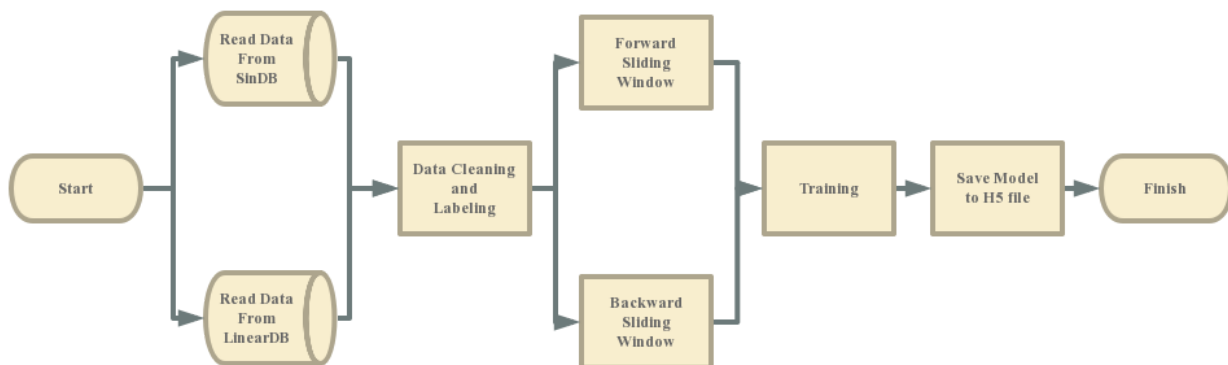 Start
Read Data
From
SinDB
Read Data
From
LinearDB
Data Cleaning
and
Labeling
Forward
Sliding
Window
Backward
Sliding
Window
Training
Save Model
to H5 file
Finish